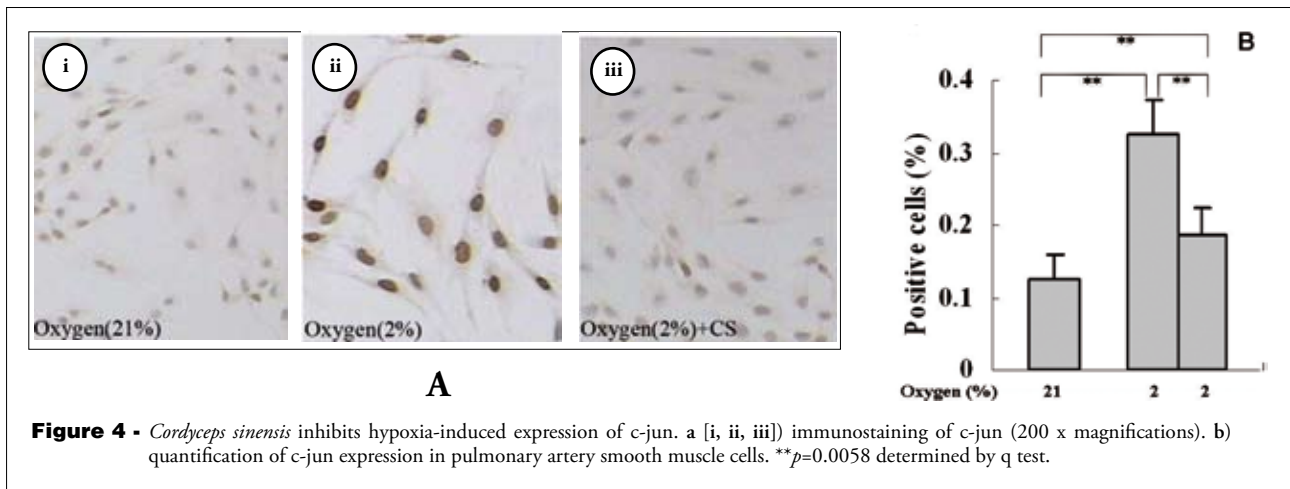 i
ii
iii
Oxygen(21%)
Oxygen(2%)
Oxygen(2%)+CS
A
**
B
**
**
Positive cells (%)
0.4
0.3
0.2
0.1
0
Oxygen (%) 21 2 2
Figure 4 - Cordyceps sinensis inhibits hypoxia-induced expression of c-jun. a [i, ii, iii]) immunostaining of c-jun (200 x magnifications). b)
quantification of c-jun expression in pulmonary artery smooth muscle cells. **p=0.0058 determined by q test.